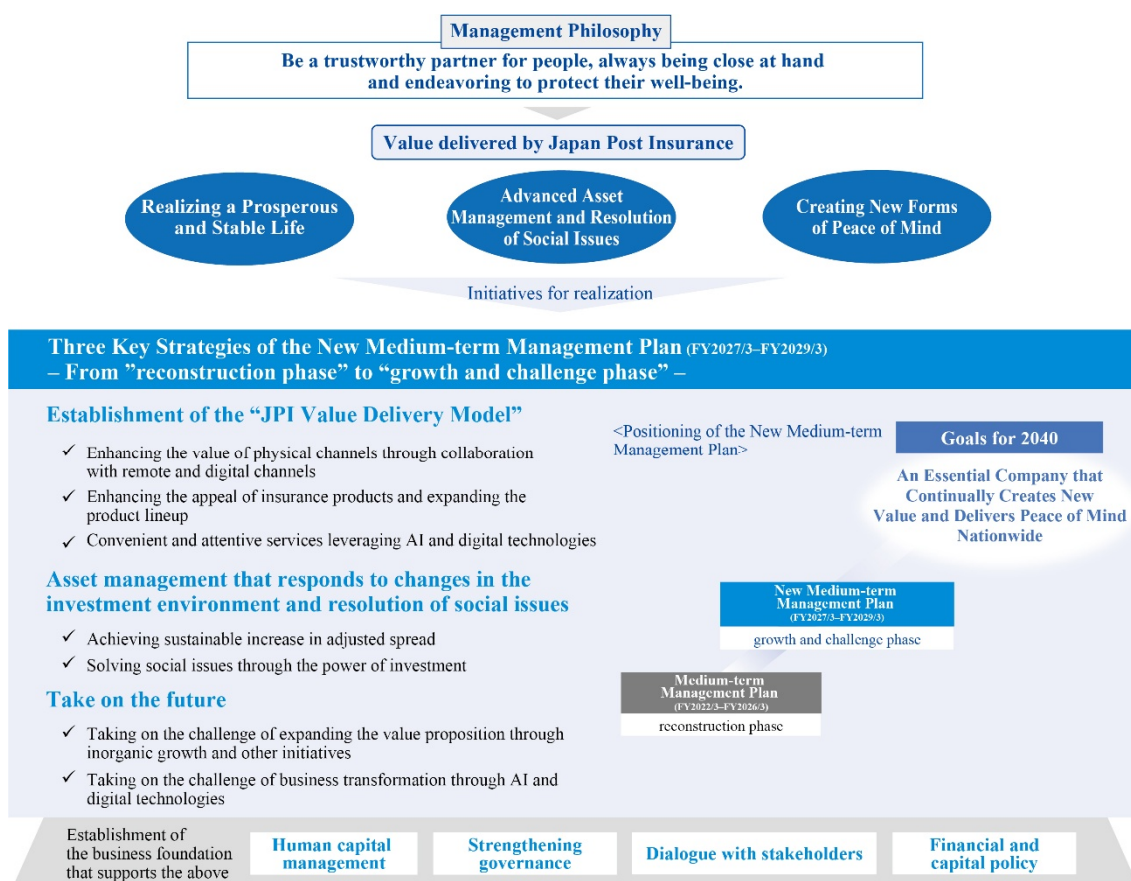 Management Philosophy
Be a trustworthy partner for people, always being close at hand
and endeavoring to protect their well-being.
Value delivered by Japan Post Insurance
Realizing a Prosperous
and Stable Life
Advanced Asset
Management and Resolution
of Social Issues
Creating New Forms
of Peace of Mind
Initiatives for realization
Three Key Strategies of the New Medium-term Management Plan (FY2027/3–FY2029/3)
– From ”reconstruction phase” to “growth and challenge phase” –
Establishment of the “JPI Value Delivery Model”
✓ Enhancing the value of physical channels through collaboration
with remote and digital channels
✓ Enhancing the appeal of insurance products and expanding the
product lineup
✓ Convenient and attentive services leveraging AI and digital technologies
Asset management that responds to changes in the
investment environment and resolution of social issues
✓ Achieving sustainable increase in adjusted spread
✓ Solving social issues through the power of investment
Take on the future
✓ Taking on the challenge of expanding the value proposition through
inorganic growth and other initiatives
✓ Taking on the challenge of business transformation through AI and
digital technologies
<Positioning of the New Medium-term
Management Plan>
Goals for 2040
An Essential Company that
Continually Creates New
Value and Delivers Peace of Mind
Nationwide
New Medium-term
Management Plan
(FY2027/3–FY2029/3)
growth and challenge phase
Medium-term
Management Plan
(FY2022/3–FY2026/3)
reconstruction phase
Establishment of
the business foundation
that supports the above
Human capital
management
Strengthening
governance
Dialogue with stakeholders
Financial and
capital policy